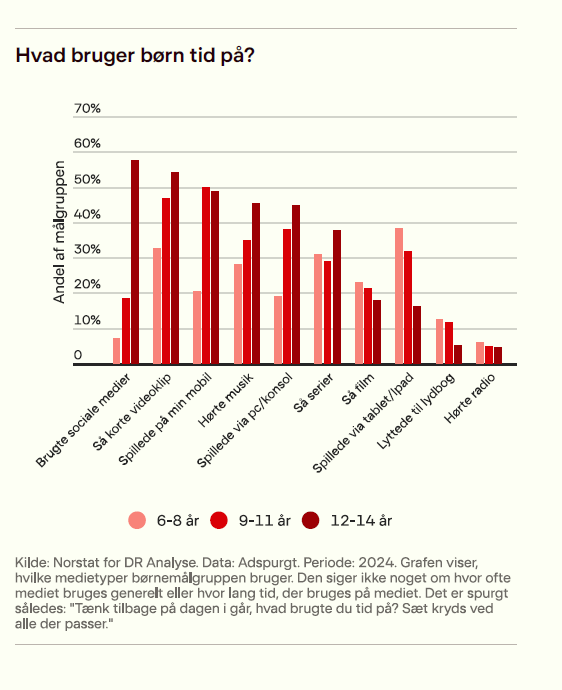 Hvad bruger børn tid på?
70%
60%
50%
40%
30%
20%
10%
0
Andel af målgruppen
Brugte sociale medier
Så korte videoklip
Spillede på min mobil
Hørte musik
Spillede via pc/konsol
Så serier
Så film
Spillede via tablet/Ipad
Lyttede til lydbog
Hørte radio
6-8 år 9-11 år 12-14 år
Kilde: Norstat for DR Analyse. Data: Adspurgt. Periode: 2024. Grafen viser,
hvilke medietyper børnemålgruppen bruger. Den siger ikke noget om hvor ofte
mediet bruges generelt eller hvor lang tid, der bruges på mediet. Det er spurgt
således: "Tænk tilbage på dagen i går, hvad brugte du tid på? Sæt kryds ved
alle der passer."